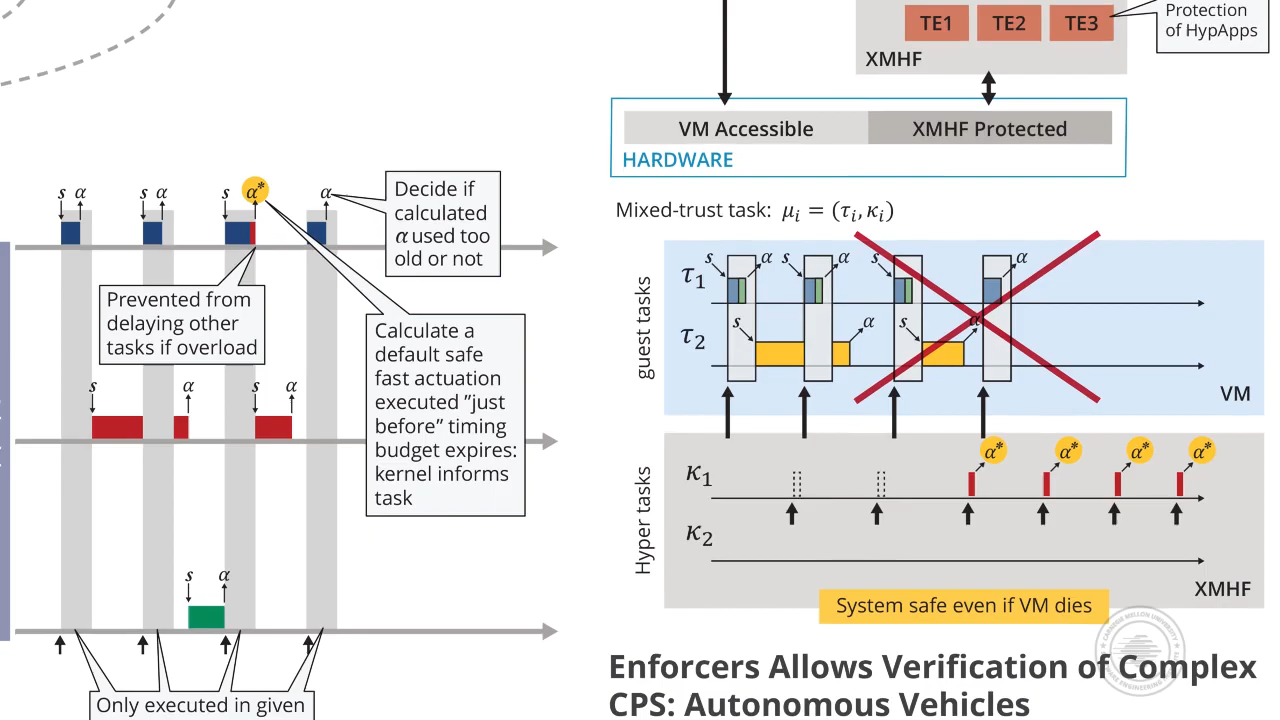 s α
s α
s α*
α
Decide if
calculated
α used too
old or not
Prevented from
delaying other
tasks if overload
Calculate a
default safe
fast actuation
executed ”just
before” timing
budget expires:
kernel informs
task
s α
s α
s α
Only executed in given
Protection
of HypApps
TE1 TE2 TE3
XMHF
VM Accessible
XMHF Protected
HARDWARE
Mixed-trust task: μi = (τi, κi)
guest tasks
τ1
s α s α s α
τ2
s α s α
VM
Hyper tasks
κ1
α* α* α* α*
κ2
XMHF
System safe even if VM dies
Enforcers Allows Verification of Complex
CPS: Autonomous Vehicles
CARNEGIE MELLON UNIVERSITY